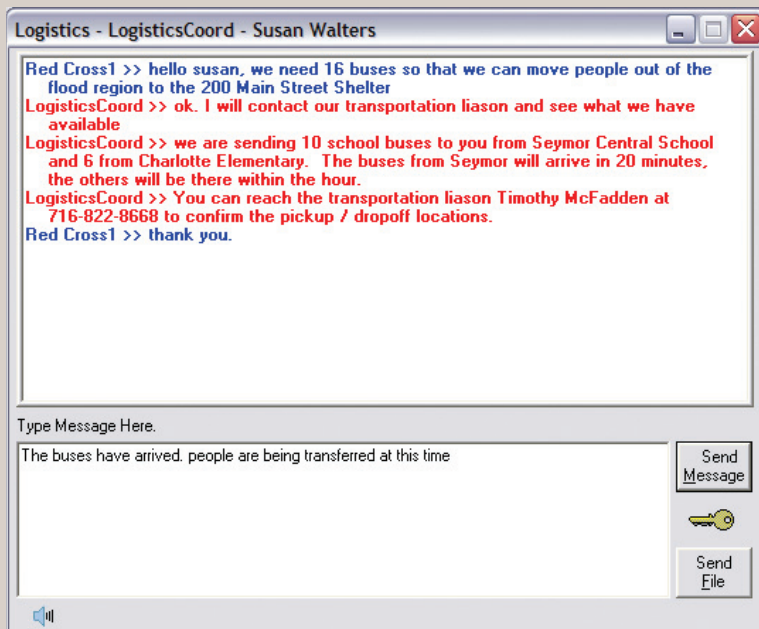 Logistics - LogisticsCoord - Susan Walters
Red Cross1 >> hello susan, we need 16 buses so that we can move people out of the
flood region to the 200 Main Street Shelter
LogisticsCoord >> ok. I will contact our transportation liason and see what we have
available
LogisticsCoord >> we are sending 10 school buses to you from Seymor Central School
and 6 from Charlotte Elementary.  The buses from Seymor will arrive in 20 minutes,
the others will be there within the hour.
LogisticsCoord >> You can reach the transportation liason Timothy McFadden at
716-822-8668 to confirm the pickup / dropoff locations.
Red Cross1 >> thank you.
Type Message Here.
The buses have arrived. people are being transferred at this time
Send
Message
Send
File